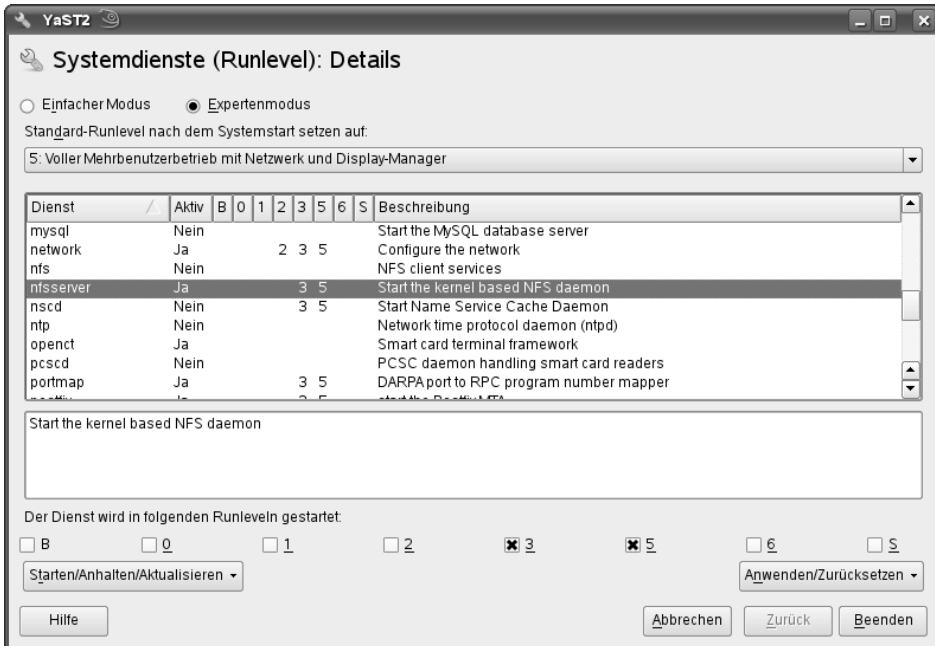 YaST2
Systemdienste (Runlevel): Details
Einfacher Modus Expertenmodus
Standard-Runlevel nach dem Systemstart setzen auf:
5: Voller Mehrbenutzerbetrieb mit Netzwerk und Display-Manager
Dienst Aktiv B 0 1 2 3 5 6 S Beschreibung
mysql Nein Start the MySQL database server
network Ja 2 3 5 Configure the network
nfs Nein NFS client services
nfsserver Ja 3 5 Start the kernel based NFS daemon
nscd Nein 3 5 Start Name Service Cache Daemon
ntp Nein Network time protocol daemon (ntpd)
openct Ja Smart card terminal framework
pcscd Nein PCSC daemon handling smart card readers
portmap Ja 3 5 DARPA port to RPC program number mapper
Start the kernel based NFS daemon
Der Dienst wird in folgenden Runleveln gestartet:
B 0 1 2 3 5 6 S
Starten/Anhalten/Aktualisieren Anwenden/Zurücksetzen
Hilfe Abbrechen Zurück Beenden